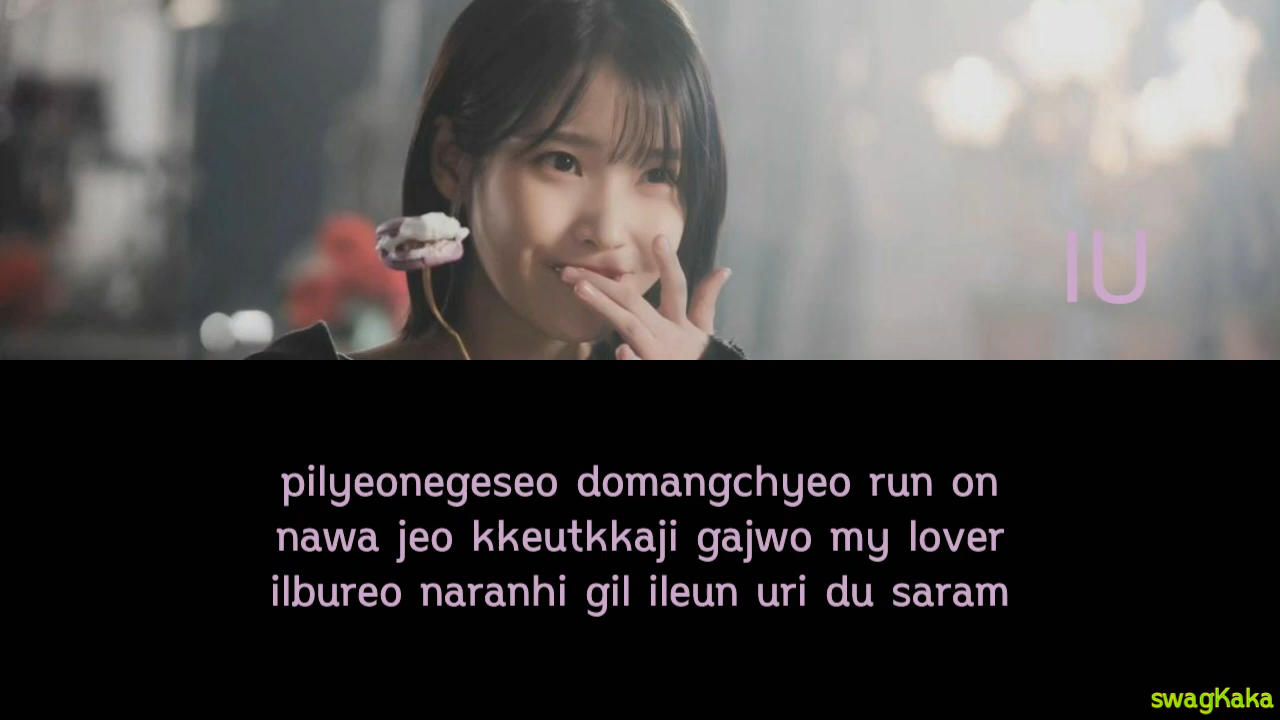 IU
pilyeonegeseo domangchyeo run on
nawa jeo kkeutkkaji gajwo my lover
ilbureo naranhi gil ileun uri du saram
swagKaka